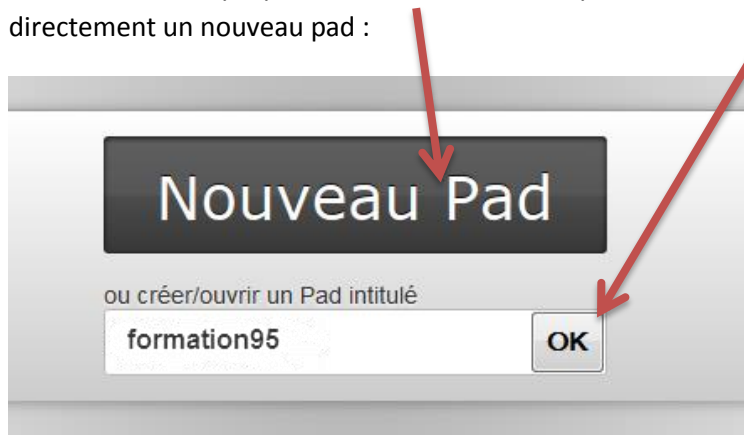 directement un nouveau pad :
Nouveau Pad
ou créer/ouvrir un Pad intitulé
formation95 OK